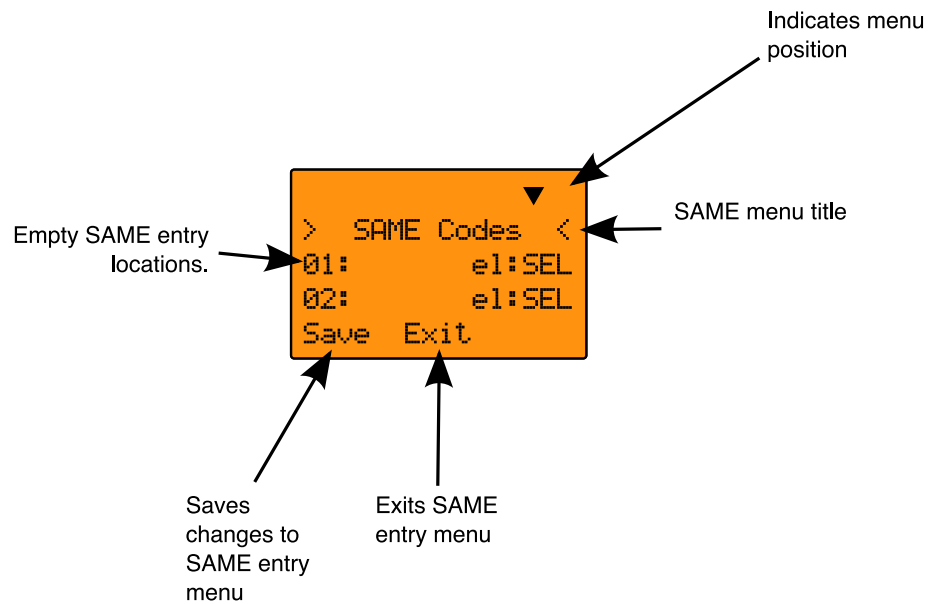 Indicates menu
position
▼
> SAME Codes <
SAME menu title
Empty SAME entry
locations.
01: el:SEL
02: el:SEL
Save Exit
Saves
changes to
SAME entry
menu
Exits SAME
entry menu